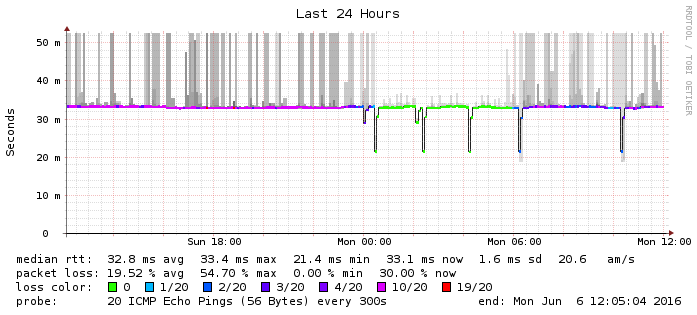 Last 24 Hours
RRDTOOL / TOBI OETIKER
Seconds
50 m
40 m
30 m
20 m
10 m
0
Sun 18:00 Mon 00:00 Mon 06:00 Mon 12:00
median rtt: 32.8 ms avg 33.4 ms max 21.4 ms min 33.1 ms now 1.6 ms sd 20.6 am/s
packet loss: 19.52 % avg 54.70 % max 0.00 % min 30.00 % now
loss color: 0 1/20 2/20 3/20 4/20 10/20 19/20
probe: 20 ICMP Echo Pings (56 Bytes) every 300s end: Mon Jun 6 12:05:04 2016